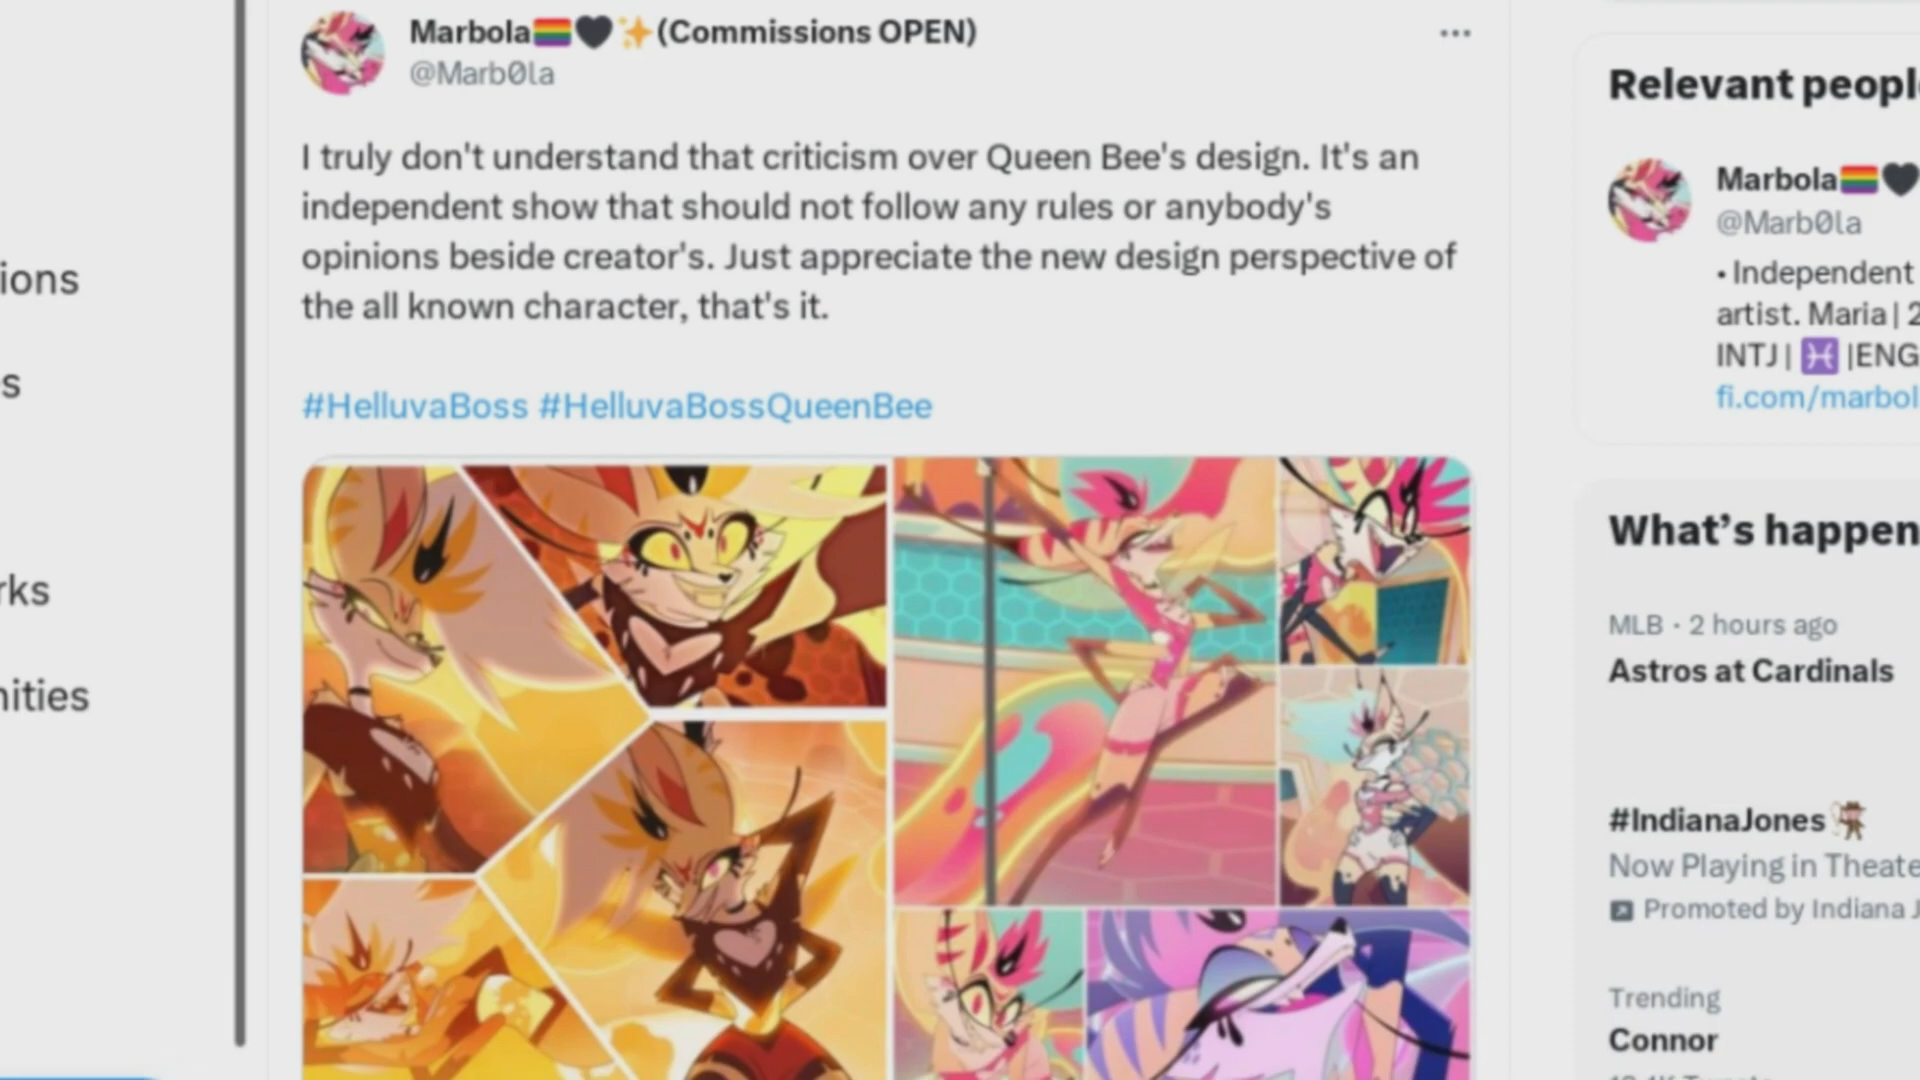 Marbola🏳️‍🌈🖤✨(Commissions OPEN)
@Marb0la
I truly don't understand that criticism over Queen Bee's design. It's an
independent show that should not follow any rules or anybody's
opinions beside creator's. Just appreciate the new design perspective of
the all known character, that's it.
#HelluvaBoss #HelluvaBossQueenBee
ions
s
rks
nities
Relevant people
Marbola🏳️‍🌈🖤
@Marb0la
• Independent
artist. Maria | 2
INTJ | ♓ |ENG
fi.com/marbol
What's happen
MLB · 2 hours ago
Astros at Cardinals
#IndianaJones
Now Playing in Theate
Promoted by Indiana J
Trending
Connor